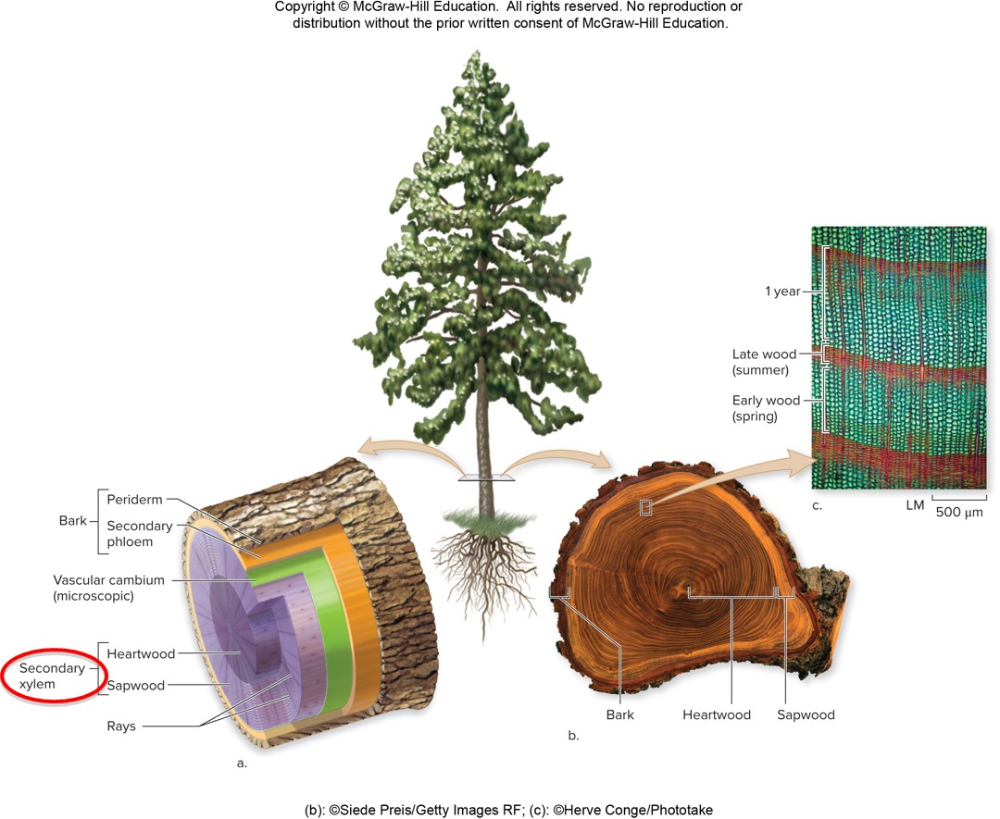 Copyright © McGraw-Hill Education.  All rights reserved. No reproduction or
distribution without the prior written consent of McGraw-Hill Education.
1 year
Late wood
(summer)
Early wood
(spring)
c.
LM
500 µm
Bark
Periderm
Secondary
phloem
Vascular cambium
(microscopic)
Secondary
xylem
Heartwood
Sapwood
Rays
a.
Bark
Heartwood
Sapwood
b.
(b): ©Siede Preis/Getty Images RF; (c): ©Herve Conge/Phototake